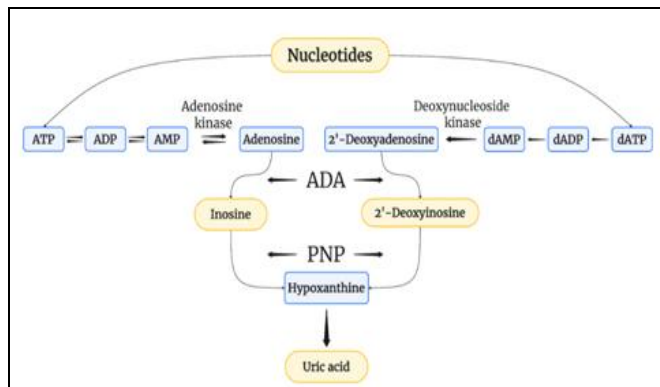 Nucleotides
Adenosine
kinase
Deoxynucleoside
kinase
ATP
ADP
AMP
Adenosine
2'-Deoxyadenosine
dAMP
dADP
dATP
ADA
Inosine
2'-Deoxyinosine
PNP
Hypoxanthine
Uric acid